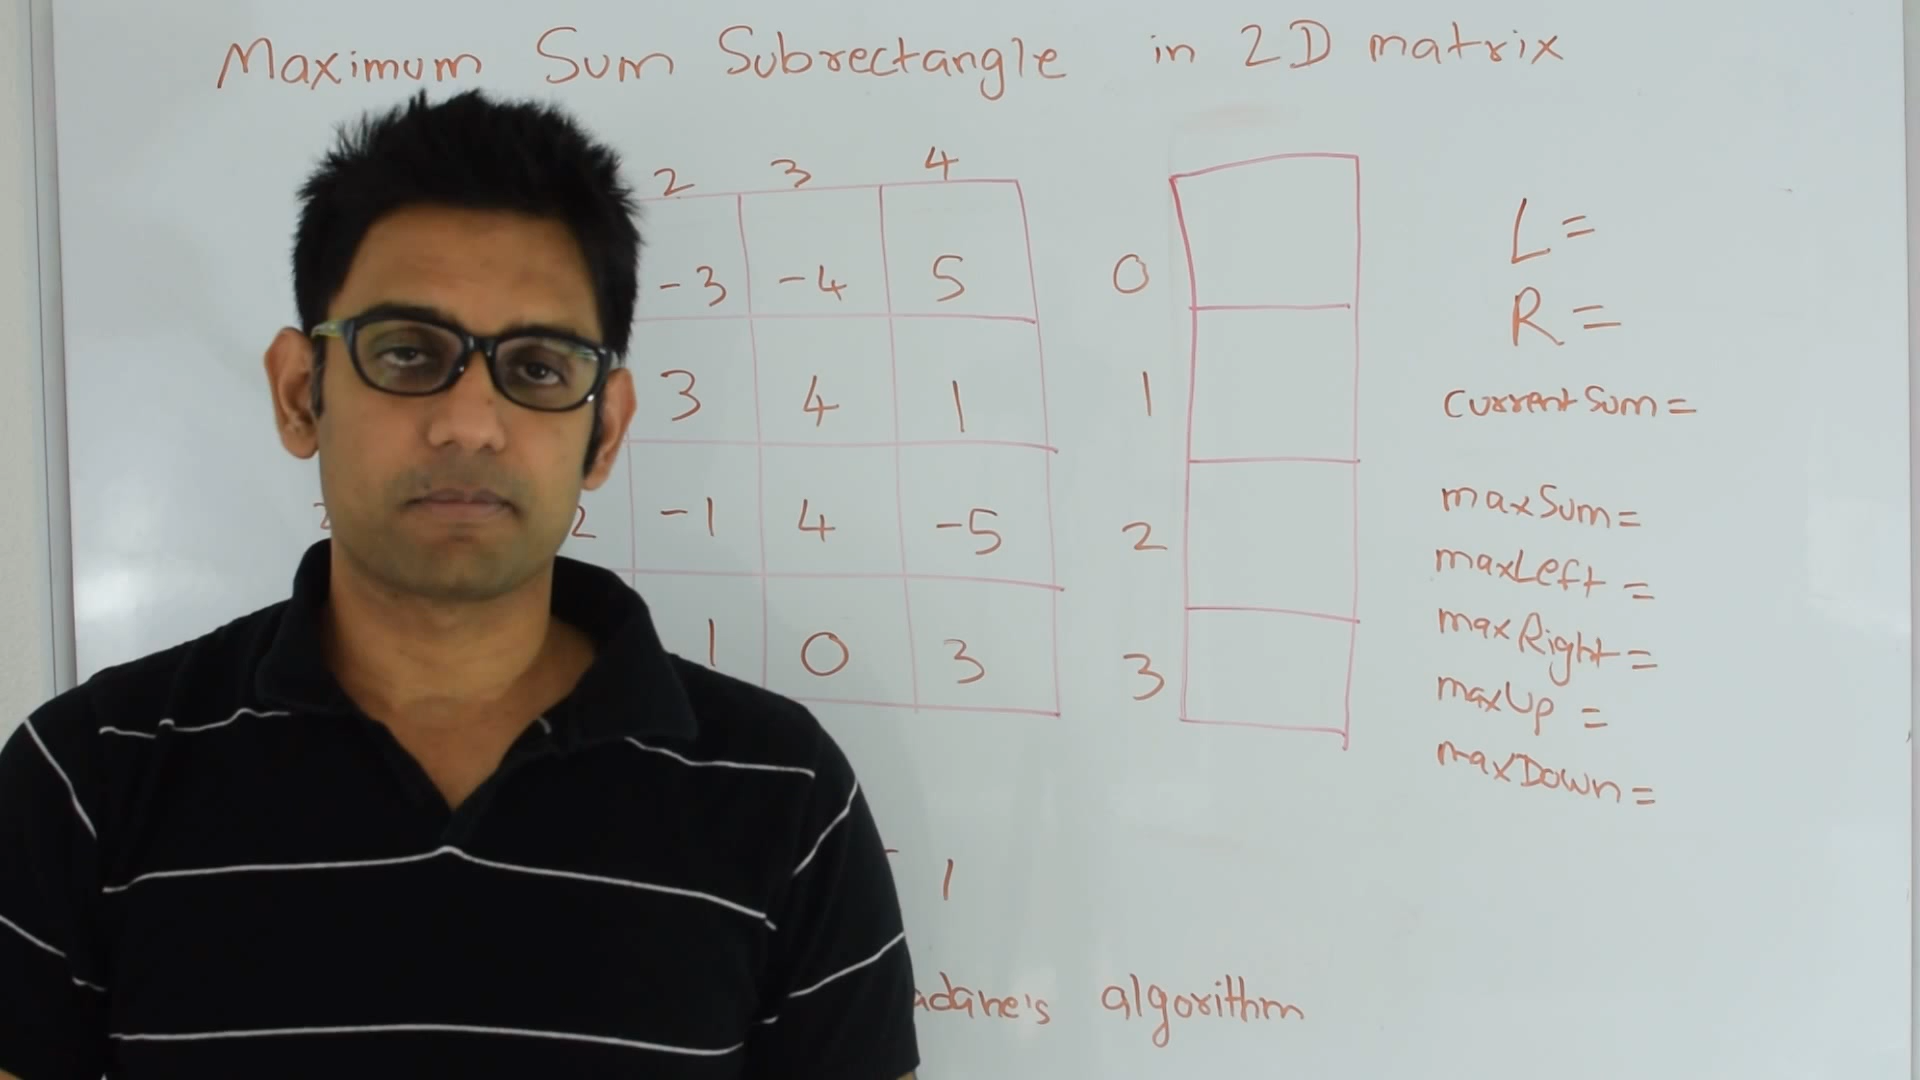 Maximum Sum Subrectangle in 2D matrix
2 3 4
-3 -4 5 0 L=
R=
3 4 1 1 currentSum=
2 -1 4 -5 2 maxSum=
maxLeft =
1 0 3 3 maxRight=
maxUp =
maxDown=
1
adane's algorithm